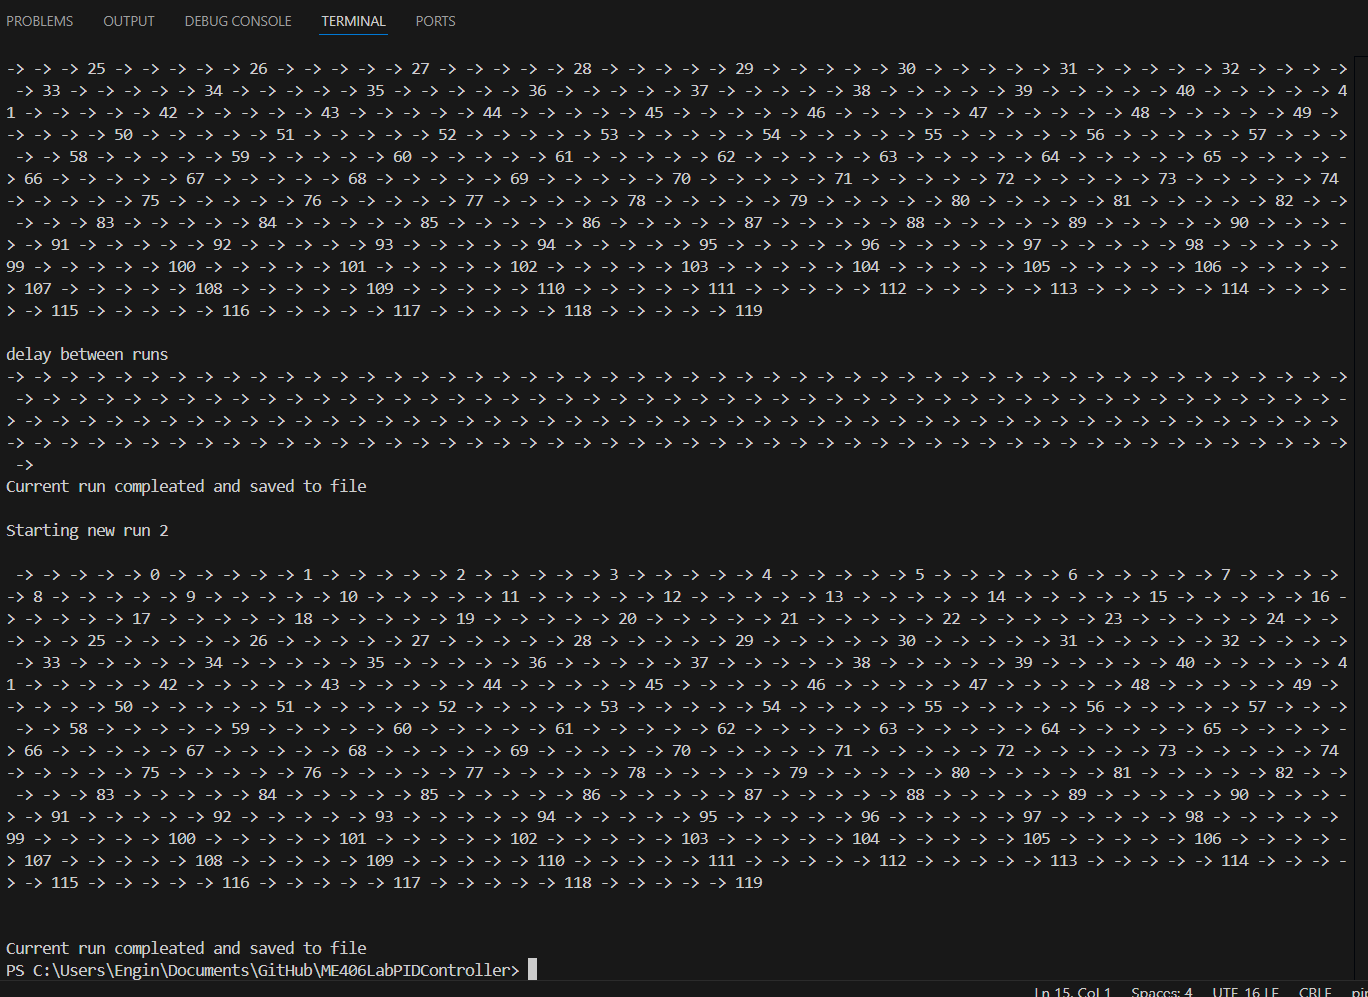 -> -> -> 25 -> -> -> -> -> 26 -> -> -> -> -> 27 -> -> -> -> -> 28 -> -> -> -> -> 29 -> -> -> -> -> 30 -> -> -> -> -> 31 -> -> -> -> -> 32 -> -> -> ->
 -> 33 -> -> -> -> -> 34 -> -> -> -> -> 35 -> -> -> -> -> 36 -> -> -> -> -> 37 -> -> -> -> -> 38 -> -> -> -> -> 39 -> -> -> -> -> 40 -> -> -> -> -> 4
1 -> -> -> -> -> 42 -> -> -> -> -> 43 -> -> -> -> -> 44 -> -> -> -> -> 45 -> -> -> -> -> 46 -> -> -> -> -> 47 -> -> -> -> -> 48 -> -> -> -> -> 49 ->
-> -> -> -> 50 -> -> -> -> -> 51 -> -> -> -> -> 52 -> -> -> -> -> 53 -> -> -> -> -> 54 -> -> -> -> -> 55 -> -> -> -> -> 56 -> -> -> -> -> 57 -> -> ->
 -> -> 58 -> -> -> -> -> 59 -> -> -> -> -> 60 -> -> -> -> -> 61 -> -> -> -> -> 62 -> -> -> -> -> 63 -> -> -> -> -> 64 -> -> -> -> -> 65 -> -> -> -> -
> 66 -> -> -> -> -> 67 -> -> -> -> -> 68 -> -> -> -> -> 69 -> -> -> -> -> 70 -> -> -> -> -> 71 -> -> -> -> -> 72 -> -> -> -> -> 73 -> -> -> -> -> 74
-> -> -> -> -> 75 -> -> -> -> -> 76 -> -> -> -> -> 77 -> -> -> -> -> 78 -> -> -> -> -> 79 -> -> -> -> -> 80 -> -> -> -> -> 81 -> -> -> -> -> 82 -> ->
 -> -> -> 83 -> -> -> -> -> 84 -> -> -> -> -> 85 -> -> -> -> -> 86 -> -> -> -> -> 87 -> -> -> -> -> 88 -> -> -> -> -> 89 -> -> -> -> -> 90 -> -> -> -
> -> 91 -> -> -> -> -> 92 -> -> -> -> -> 93 -> -> -> -> -> 94 -> -> -> -> -> 95 -> -> -> -> -> 96 -> -> -> -> -> 97 -> -> -> -> -> 98 -> -> -> -> ->
99 -> -> -> -> -> 100 -> -> -> -> -> 101 -> -> -> -> -> 102 -> -> -> -> -> 103 -> -> -> -> -> 104 -> -> -> -> -> 105 -> -> -> -> -> 106 -> -> -> -> -
> 107 -> -> -> -> -> 108 -> -> -> -> -> 109 -> -> -> -> -> 110 -> -> -> -> -> 111 -> -> -> -> -> 112 -> -> -> -> -> 113 -> -> -> -> -> 114 -> -> -> -
> -> 115 -> -> -> -> -> 116 -> -> -> -> -> 117 -> -> -> -> -> 118 -> -> -> -> -> 119
delay between runs
-> -> -> -> -> -> -> -> -> -> -> -> -> -> -> -> -> -> -> -> -> -> -> -> -> -> -> -> -> -> -> -> -> -> -> -> -> -> -> -> -> -> -> -> -> -> -> -> -> ->
 -> -> -> -> -> -> -> -> -> -> -> -> -> -> -> -> -> -> -> -> -> -> -> -> -> -> -> -> -> -> -> -> -> -> -> -> -> -> -> -> -> -> -> -> -> -> -> -> -> -
> -> -> -> -> -> -> -> -> -> -> -> -> -> -> -> -> -> -> -> -> -> -> -> -> -> -> -> -> -> -> -> -> -> -> -> -> -> -> -> -> -> -> -> -> -> -> -> -> ->
-> -> -> -> -> -> -> -> -> -> -> -> -> -> -> -> -> -> -> -> -> -> -> -> -> -> -> -> -> -> -> -> -> -> -> -> -> -> -> -> -> -> -> -> -> -> -> -> -> ->
 ->
Current run compleated and saved to file
Starting new run 2
 -> -> -> -> -> 0 -> -> -> -> -> 1 -> -> -> -> -> 2 -> -> -> -> -> 3 -> -> -> -> -> 4 -> -> -> -> -> 5 -> -> -> -> -> 6 -> -> -> -> -> 7 -> -> -> ->
-> 8 -> -> -> -> -> 9 -> -> -> -> -> 10 -> -> -> -> -> 11 -> -> -> -> -> 12 -> -> -> -> -> 13 -> -> -> -> -> 14 -> -> -> -> -> 15 -> -> -> -> -> 16 -
> -> -> -> -> 17 -> -> -> -> -> 18 -> -> -> -> -> 19 -> -> -> -> -> 20 -> -> -> -> -> 21 -> -> -> -> -> 22 -> -> -> -> -> 23 -> -> -> -> -> 24 -> ->
-> -> -> 25 -> -> -> -> -> 26 -> -> -> -> -> 27 -> -> -> -> -> 28 -> -> -> -> -> 29 -> -> -> -> -> 30 -> -> -> -> -> 31 -> -> -> -> -> 32 -> -> -> ->
 -> 33 -> -> -> -> -> 34 -> -> -> -> -> 35 -> -> -> -> -> 36 -> -> -> -> -> 37 -> -> -> -> -> 38 -> -> -> -> -> 39 -> -> -> -> -> 40 -> -> -> -> -> 4
1 -> -> -> -> -> 42 -> -> -> -> -> 43 -> -> -> -> -> 44 -> -> -> -> -> 45 -> -> -> -> -> 46 -> -> -> -> -> 47 -> -> -> -> -> 48 -> -> -> -> -> 49 ->
-> -> -> -> 50 -> -> -> -> -> 51 -> -> -> -> -> 52 -> -> -> -> -> 53 -> -> -> -> -> 54 -> -> -> -> -> 55 -> -> -> -> -> 56 -> -> -> -> -> 57 -> -> ->
 -> -> 58 -> -> -> -> -> 59 -> -> -> -> -> 60 -> -> -> -> -> 61 -> -> -> -> -> 62 -> -> -> -> -> 63 -> -> -> -> -> 64 -> -> -> -> -> 65 -> -> -> -> -
> 66 -> -> -> -> -> 67 -> -> -> -> -> 68 -> -> -> -> -> 69 -> -> -> -> -> 70 -> -> -> -> -> 71 -> -> -> -> -> 72 -> -> -> -> -> 73 -> -> -> -> -> 74
-> -> -> -> -> 75 -> -> -> -> -> 76 -> -> -> -> -> 77 -> -> -> -> -> 78 -> -> -> -> -> 79 -> -> -> -> -> 80 -> -> -> -> -> 81 -> -> -> -> -> 82 -> ->
 -> -> -> 83 -> -> -> -> -> 84 -> -> -> -> -> 85 -> -> -> -> -> 86 -> -> -> -> -> 87 -> -> -> -> -> 88 -> -> -> -> -> 89 -> -> -> -> -> 90 -> -> -> -
> -> 91 -> -> -> -> -> 92 -> -> -> -> -> 93 -> -> -> -> -> 94 -> -> -> -> -> 95 -> -> -> -> -> 96 -> -> -> -> -> 97 -> -> -> -> -> 98 -> -> -> -> ->
99 -> -> -> -> -> 100 -> -> -> -> -> 101 -> -> -> -> -> 102 -> -> -> -> -> 103 -> -> -> -> -> 104 -> -> -> -> -> 105 -> -> -> -> -> 106 -> -> -> -> -
> 107 -> -> -> -> -> 108 -> -> -> -> -> 109 -> -> -> -> -> 110 -> -> -> -> -> 111 -> -> -> -> -> 112 -> -> -> -> -> 113 -> -> -> -> -> 114 -> -> -> -
> -> 115 -> -> -> -> -> 116 -> -> -> -> -> 117 -> -> -> -> -> 118 -> -> -> -> -> 119
Current run compleated and saved to file
PS C:\Users\Engin\Documents\GitHub\ME406LabPIDController>
PROBLEMS OUTPUT DEBUG CONSOLE TERMINAL PORTS
Ln 15, Col 1 Spaces: 4 UTF-16 LE CRLF